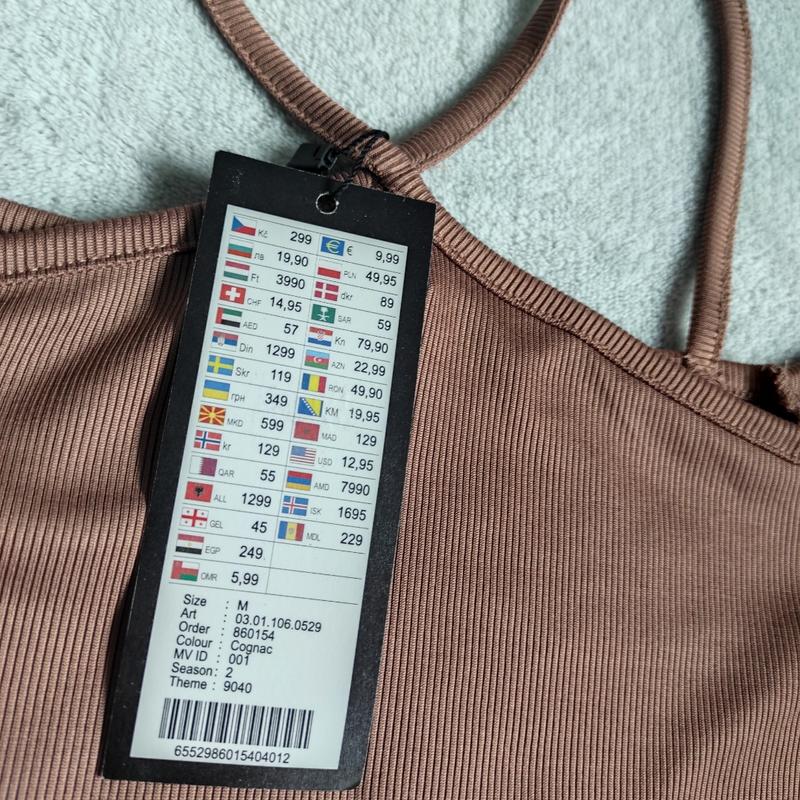 Kč 299 € 9,99
лв 19,90 PLN 49,95
Ft 3990 dkr 89
CHF 14,95 SAR 59
AED 57 Kn 79,90
Din 1299 AZN 22,99
Skr 119 RON 49,90
грн 349 KM 19,95
MKD 599 MAD 129
kr 129 USD 12,95
QAR 55 AMD 7990
ALL 1299 ISK 1695
GEL 45 MDL 229
EGP 249
OMR 5,99
Size : M
Art : 03.01.106.0529
Order : 860154
Colour : Cognac
MV ID : 001
Season : 2
Theme : 9040
6552986015404012